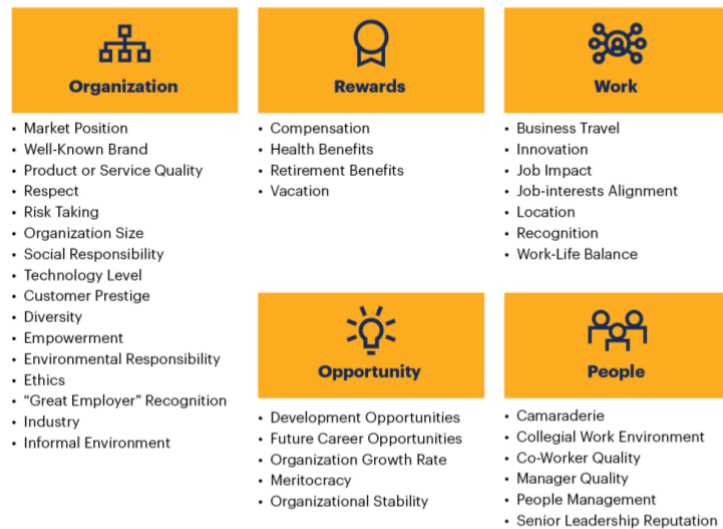 Organization
• Market Position
• Well-Known Brand
• Product or Service Quality
• Respect
• Risk Taking
• Organization Size
• Social Responsibility
• Technology Level
• Customer Prestige
• Diversity
• Empowerment
• Environmental Responsibility
• Ethics
• “Great Employer” Recognition
• Industry
• Informal Environment
Rewards
• Compensation
• Health Benefits
• Retirement Benefits
• Vacation
Work
• Business Travel
• Innovation
• Job Impact
• Job-interests Alignment
• Location
• Recognition
• Work-Life Balance
Opportunity
• Development Opportunities
• Future Career Opportunities
• Organization Growth Rate
• Meritocracy
• Organizational Stability
People
• Camaraderie
• Collegial Work Environment
• Co-Worker Quality
• Manager Quality
• People Management
• Senior Leadership Reputation